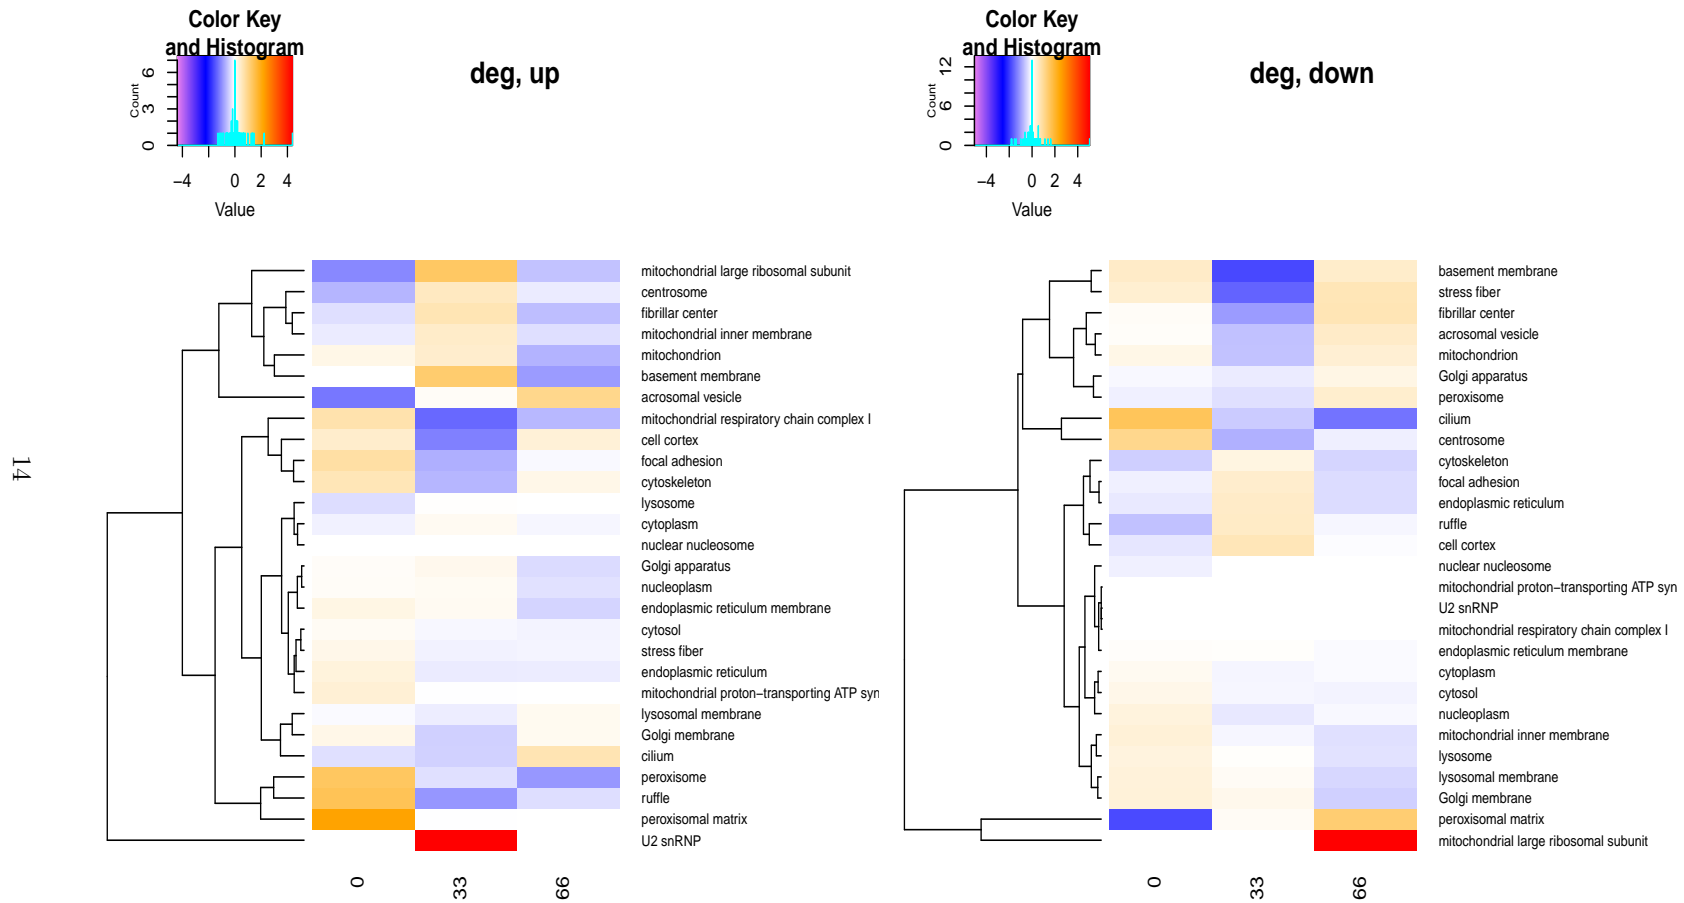 Color Key
and Histogram
Count
0 3 6
−4 0 2 4
Value
deg, up
mitochondrial large ribosomal subunit
centrosome
fibrillar center
mitochondrial inner membrane
mitochondrion
basement membrane
acrosomal vesicle
mitochondrial respiratory chain complex I
cell cortex
focal adhesion
cytoskeleton
lysosome
cytoplasm
nuclear nucleosome
Golgi apparatus
nucleoplasm
endoplasmic reticulum membrane
cytosol
stress fiber
endoplasmic reticulum
mitochondrial proton−transporting ATP syn
lysosomal membrane
Golgi membrane
cilium
peroxisome
ruffle
peroxisomal matrix
U2 snRNP
0 33 66
Color Key
and Histogram
Count
0 6 12
−4 0 2 4
Value
deg, down
basement membrane
stress fiber
fibrillar center
acrosomal vesicle
mitochondrion
Golgi apparatus
peroxisome
cilium
centrosome
cytoskeleton
focal adhesion
endoplasmic reticulum
ruffle
cell cortex
nuclear nucleosome
mitochondrial proton−transporting ATP syn
U2 snRNP
mitochondrial respiratory chain complex I
endoplasmic reticulum membrane
cytoplasm
cytosol
nucleoplasm
mitochondrial inner membrane
lysosome
lysosomal membrane
Golgi membrane
peroxisomal matrix
mitochondrial large ribosomal subunit
0 33 66
14